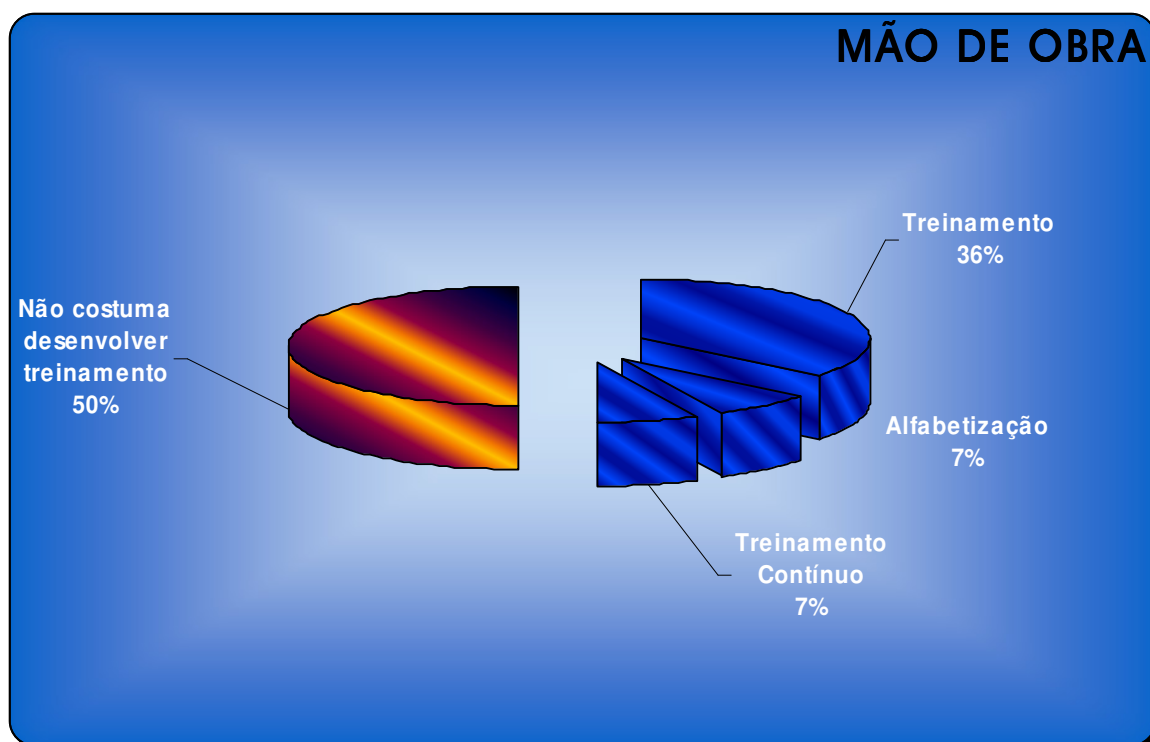 MÃO DE OBRA
Treinamento
36%
Não costuma
desenvolver
treinamento
50%
Alfabetização
7%
Treinamento
Contínuo
7%